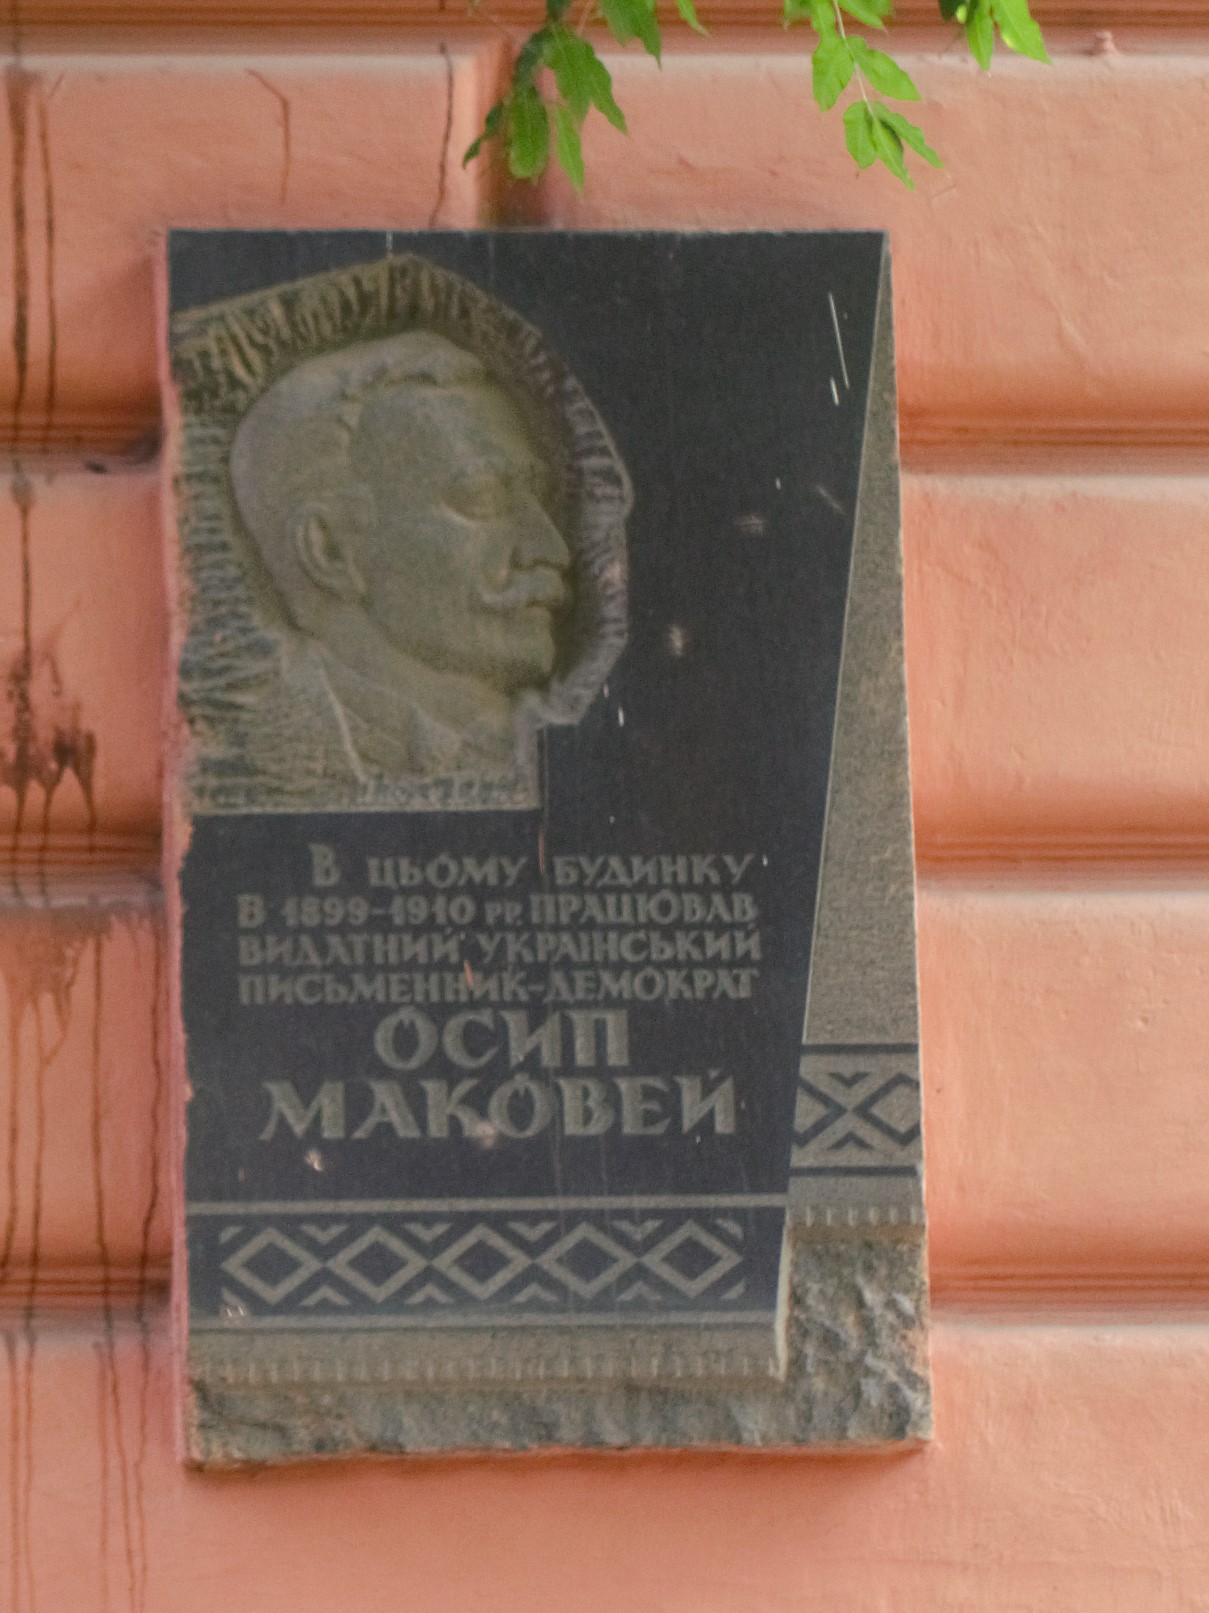 В ЦЬОМУ БУДИНКУ
В 1899-1910 РР. ПРАЦЮВАВ
ВИДАТНИЙ УКРАЇНСЬКИЙ
ПИСЬМЕННИК-ДЕМОКРАТ
ОСИП
МАКОВЕЙ